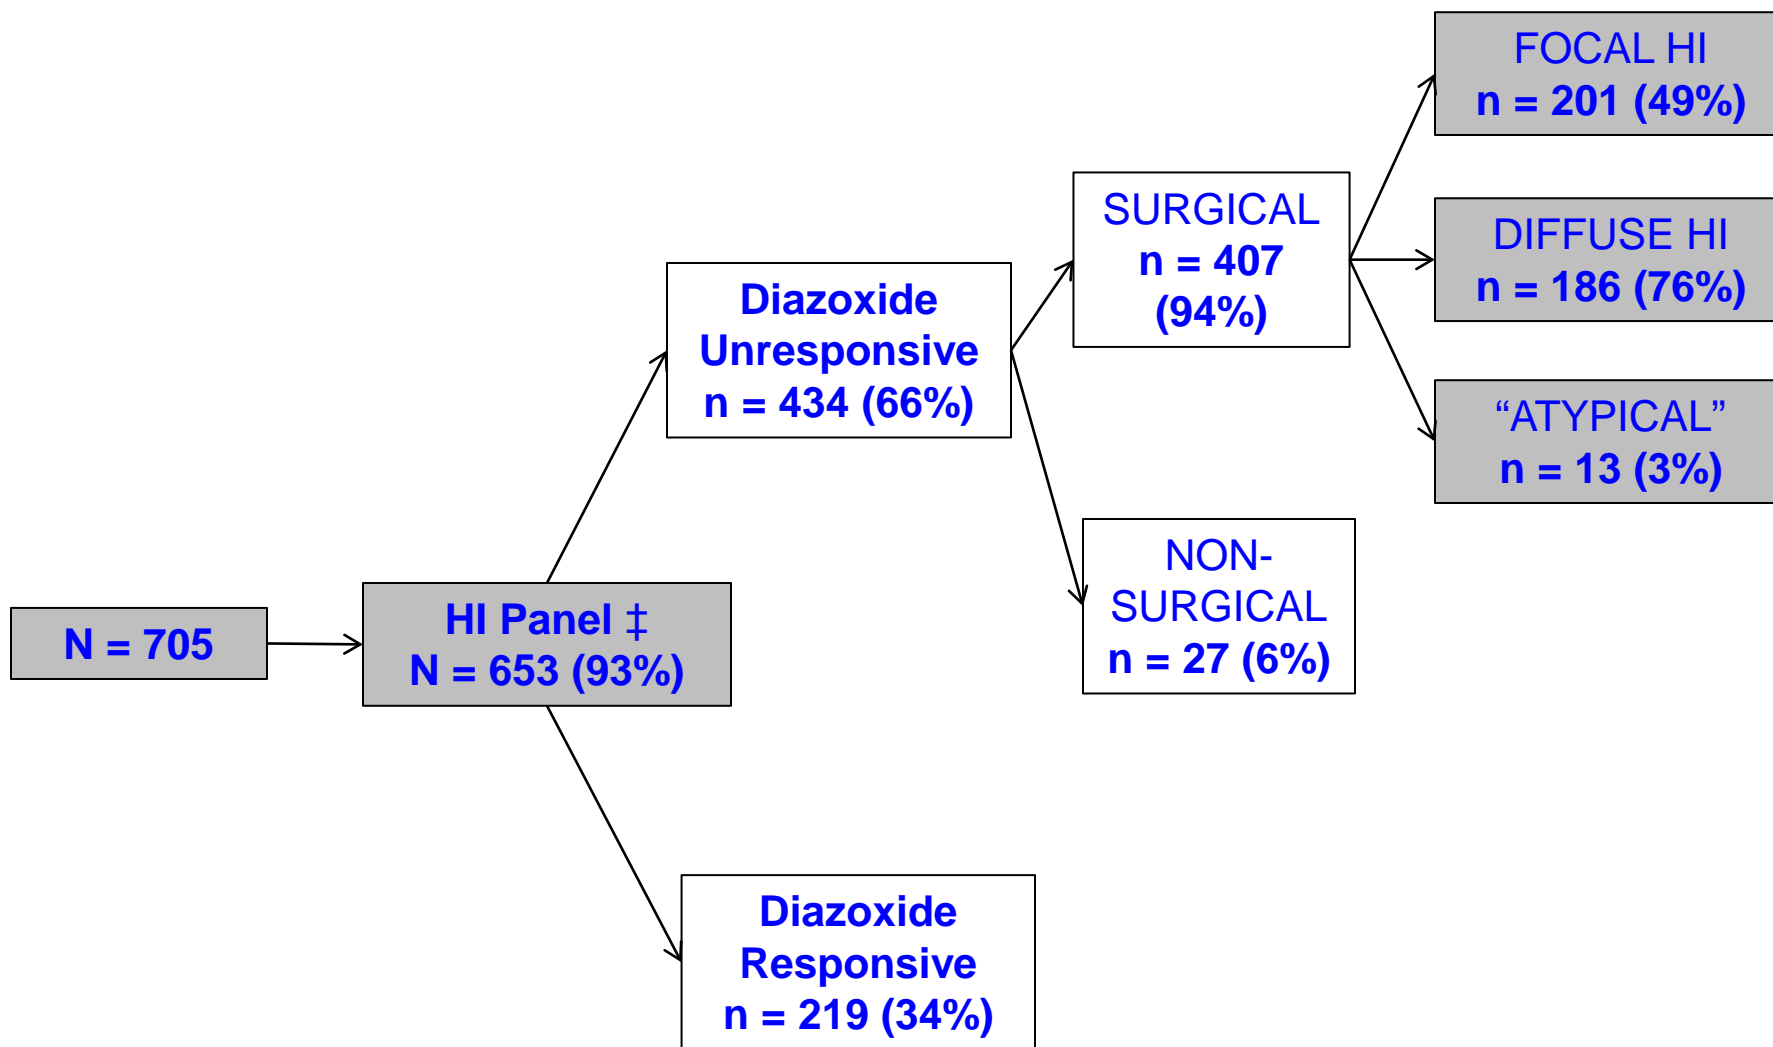 N = 705
HI Panel ‡
N = 653 (93%)
Diazoxide
Unresponsive
n = 434 (66%)
Diazoxide
Responsive
n = 219 (34%)
SURGICAL
n = 407
(94%)
NON-
SURGICAL
n = 27 (6%)
FOCAL HI
n = 201 (49%)
DIFFUSE HI
n = 186 (76%)
“ATYPICAL”
n = 13 (3%)